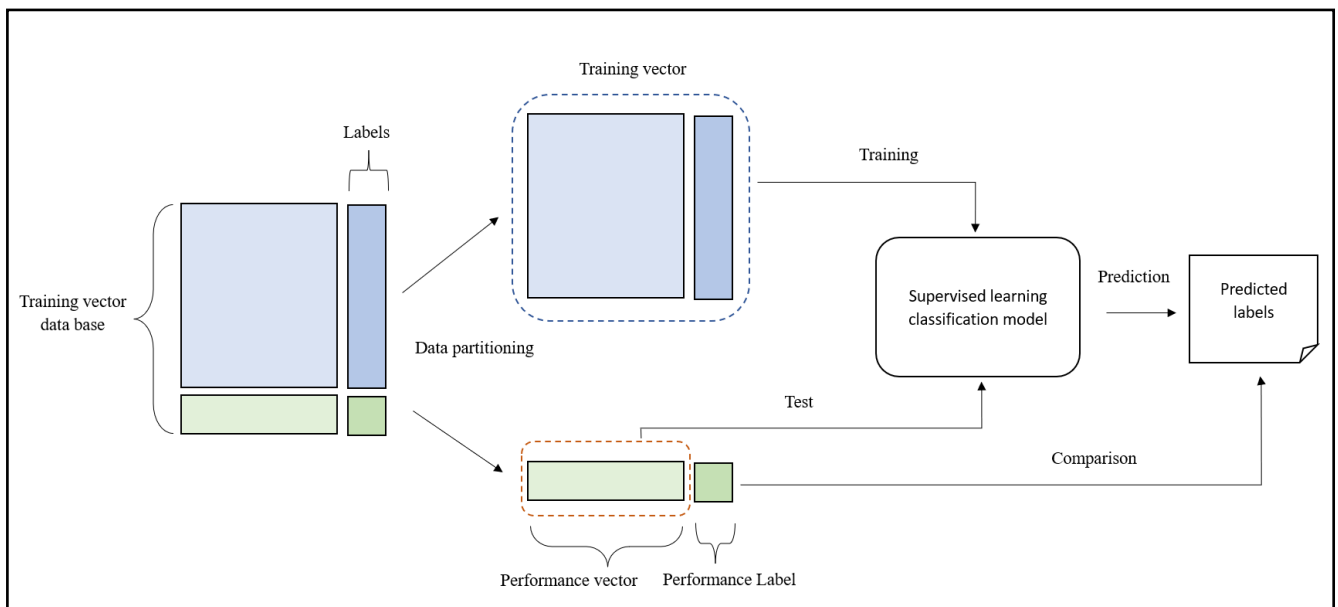 Training vector
Labels
Training
Training vector
data base
Data partitioning
Supervised learning
classification model
Prediction
Predicted
labels
Test
Comparison
Performance vector
Performance Label